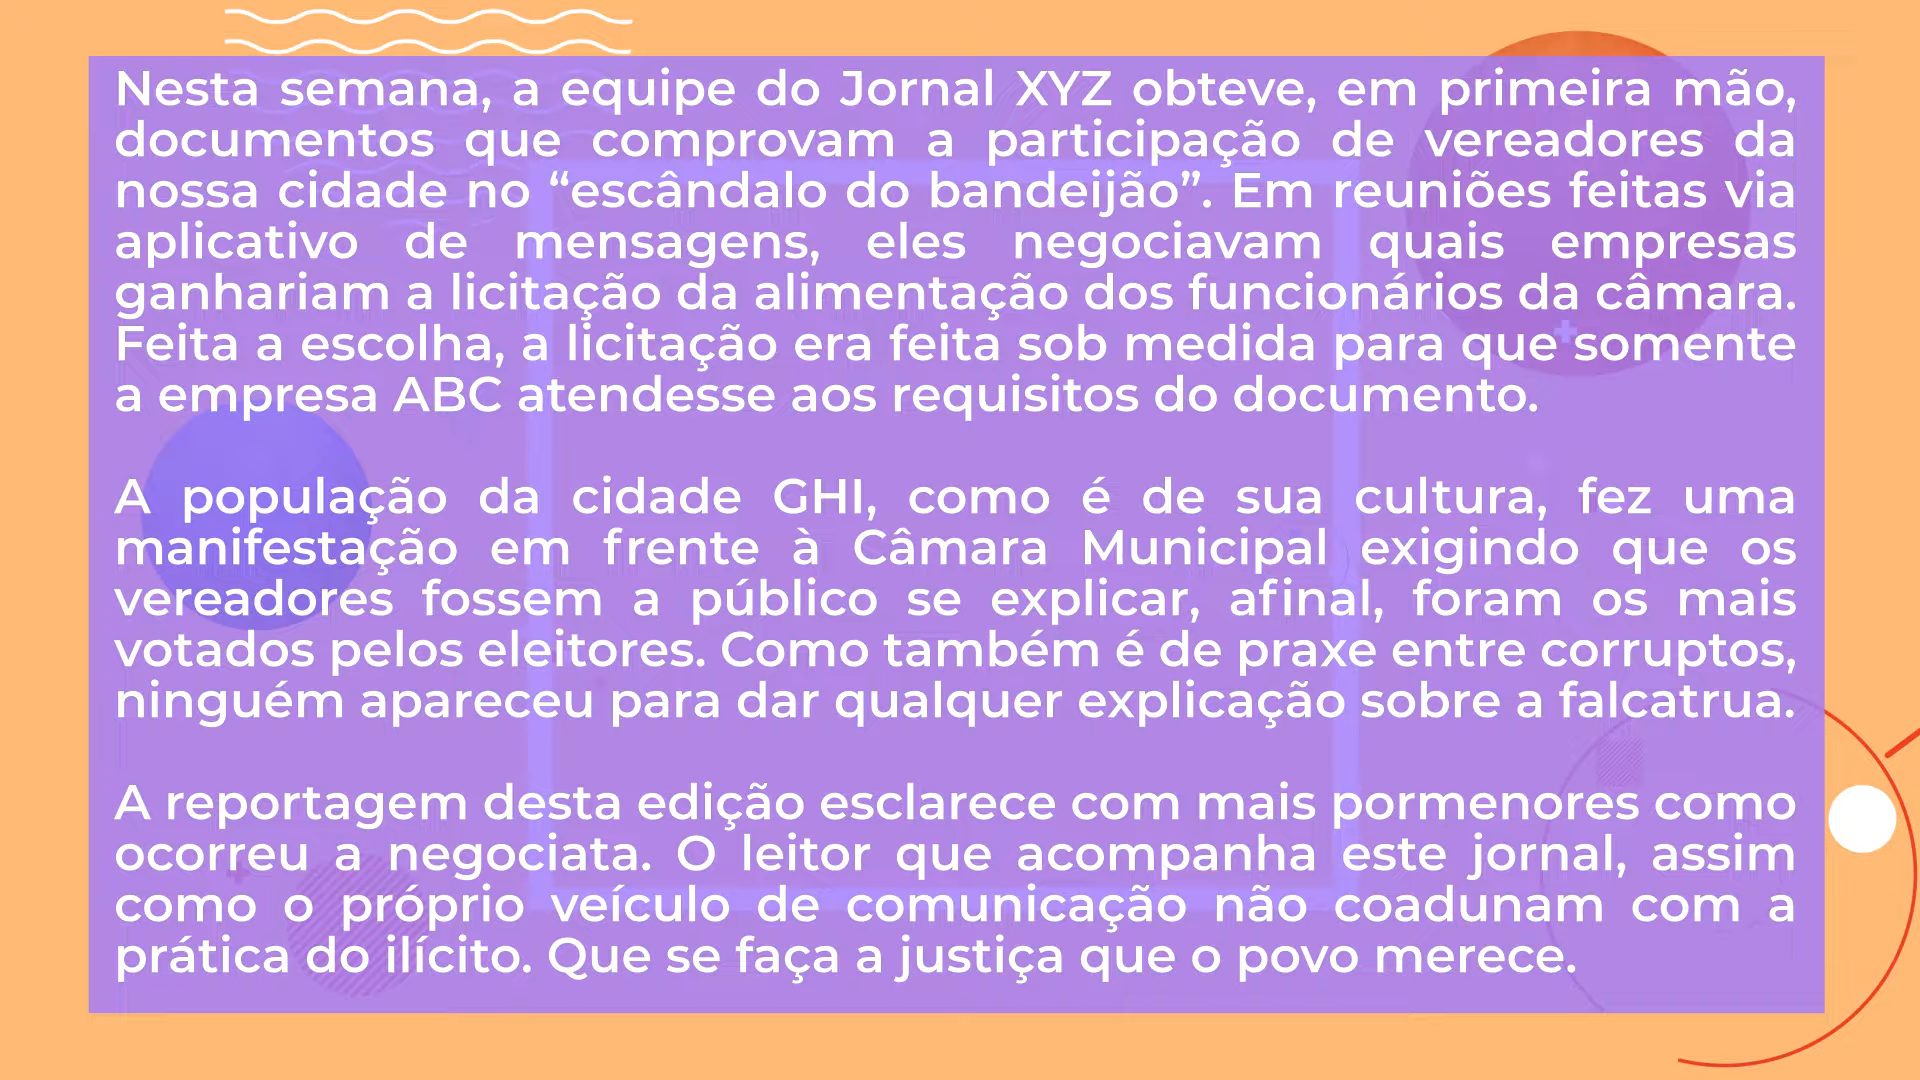 Nesta semana, a equipe do Jornal XYZ obteve, em primeira mão,
documentos que comprovam a participação de vereadores da
nossa cidade no “escândalo do bandeijão”. Em reuniões feitas via
aplicativo de mensagens, eles negociavam quais empresas
ganhariam a licitação da alimentação dos funcionários da câmara.
Feita a escolha, a licitação era feita sob medida para que somente
a empresa ABC atendesse aos requisitos do documento.
A população da cidade GHI, como é de sua cultura, fez uma
manifestação em frente à Câmara Municipal exigindo que os
vereadores fossem a público se explicar, afinal, foram os mais
votados pelos eleitores. Como também é de praxe entre corruptos,
ninguém apareceu para dar qualquer explicação sobre a falcatrua.
A reportagem desta edição esclarece com mais pormenores como
ocorreu a negociata. O leitor que acompanha este jornal, assim
como o próprio veículo de comunicação não coadunam com a
prática do ilícito. Que se faça a justiça que o povo merece.